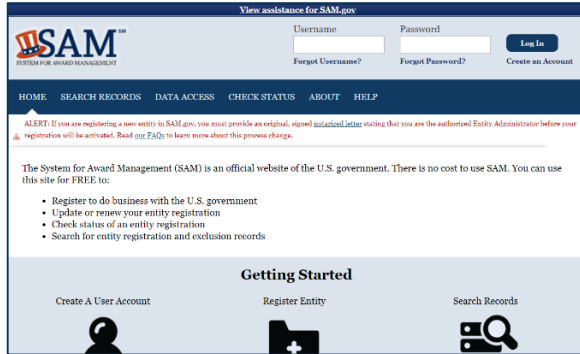 View assistance for SAM.gov
Username Password
SAM SM
SYSTEM FOR AWARD MANAGEMENT
Log In
Forgot Username? Forgot Password? Create an Account
HOME SEARCH RECORDS DATA ACCESS CHECK STATUS ABOUT HELP
ALERT: If you are registering a new entity in SAM.gov, you must provide an original, signed notarized letter stating that you are the authorized Entity Administrator before your
registration will be activated. Read our FAQs to learn more about this process change.
The System for Award Management (SAM) is an official website of the U.S. government. There is no cost to use SAM. You can use
this site for FREE to:
• Register to do business with the U.S. government
• Update or renew your entity registration
• Check status of an entity registration
• Search for entity registration and exclusion records
Getting Started
Create A User Account Register Entity Search Records